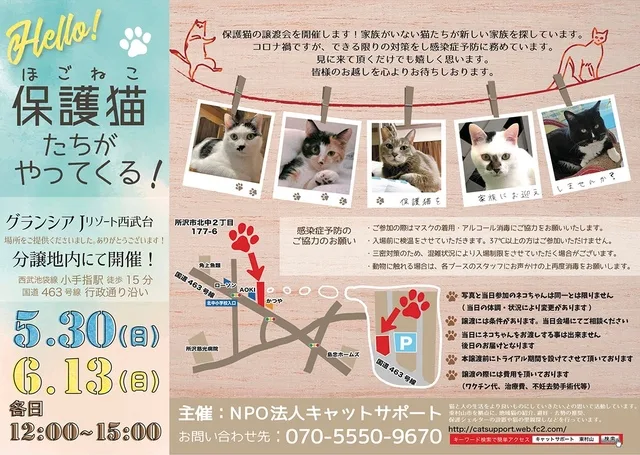 Hello!
ほごねこ
保護猫
たちが
やってくる!
グランシア Jリゾート西武台
場所をご提供くださいました。ありがとうございます!
分譲地内にて開催!
西武池袋線 小手指駅 徒歩15分
国道463号線 行政通り沿い
5.30(日)
6.13(日)
各日
12:00~15:00
保護猫の譲渡会を開催します!家族がいない猫たちが新しい家族を探しています。
コロナ禍ですが、できる限りの対策をし感染症予防に務めています。
見に来て頂くだけでも嬉しく思います。
皆様のお越しを心よりお待ちしております。
保護猫を
家族にお迎え
しませんか?
所沢市北中2丁目
177-6
角上魚類
国道463号
ローソン
AOKI
北中小学校入口
かつや
所沢慈光病院
島忠ホームズ
国道463号
P
感染症予防の
ご協力のお願い
・ご参加の際はマスクの着用・アルコール消毒にご協力をお願いいたします。
・入場前に検温をさせていただきます。37℃以上の方はご参加いただけません。
・三密対策のため、混雑状況により入場制限をさせていただく場合がございます。
・動物に触れる場合は、各ブースのスタッフにお声かけの上再度消毒をお願いします。
写真と当日参加のネコちゃんは同一とは限りません
(当日の体調・状況により変更があります)
譲渡には条件があります。当日会場にてご相談ください
当日にネコちゃんをお渡しする事は出来ません
後日のお届けとなります
本譲渡前にトライアル期間を設けてさせて頂いております
譲渡の際には費用を頂いております
(ワクチン代、治療費、不妊去勢手術代等)
主催:NPO法人キャットサポート
お問い合わせ先:070-5550-9670
http://catsupport.web.fc2.com/
キーワード検索で簡単アクセス
キャットサポート 東村山
検索